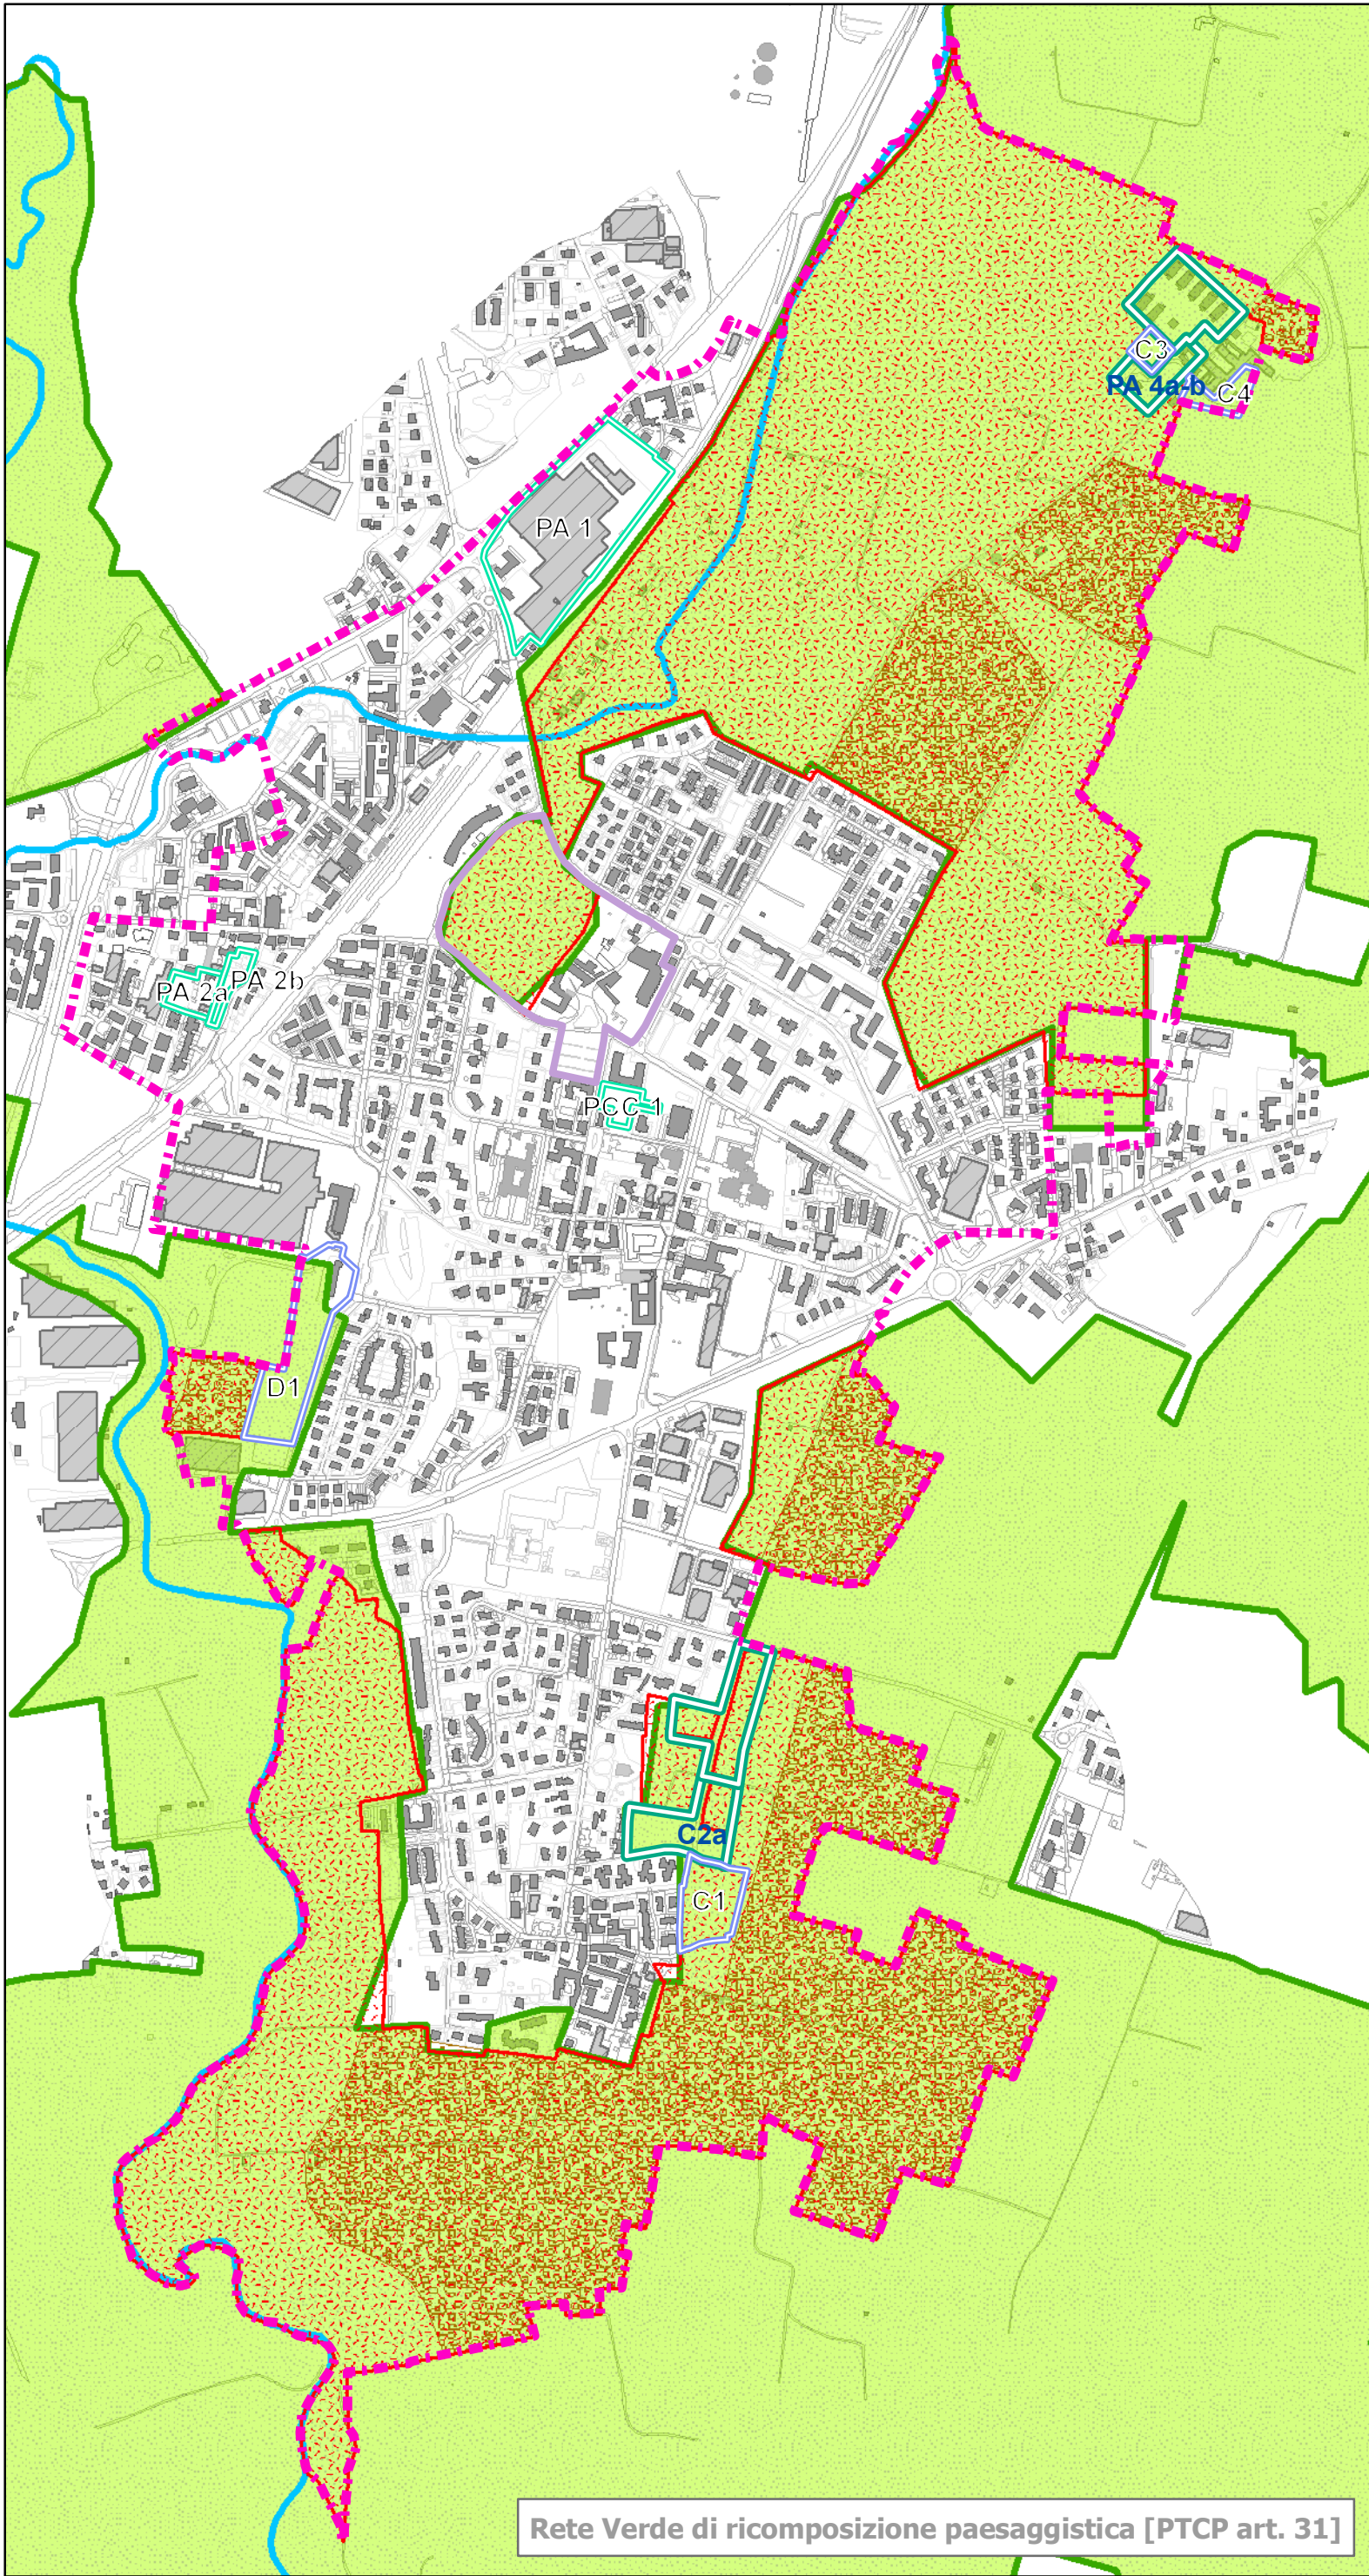 C3
PA 4a-b
C4
PA 1
PA 2a
PA 2b
PCC 1
D1
C2a
C1
Rete Verde di ricomposizione paesaggistica [PTCP art. 31]